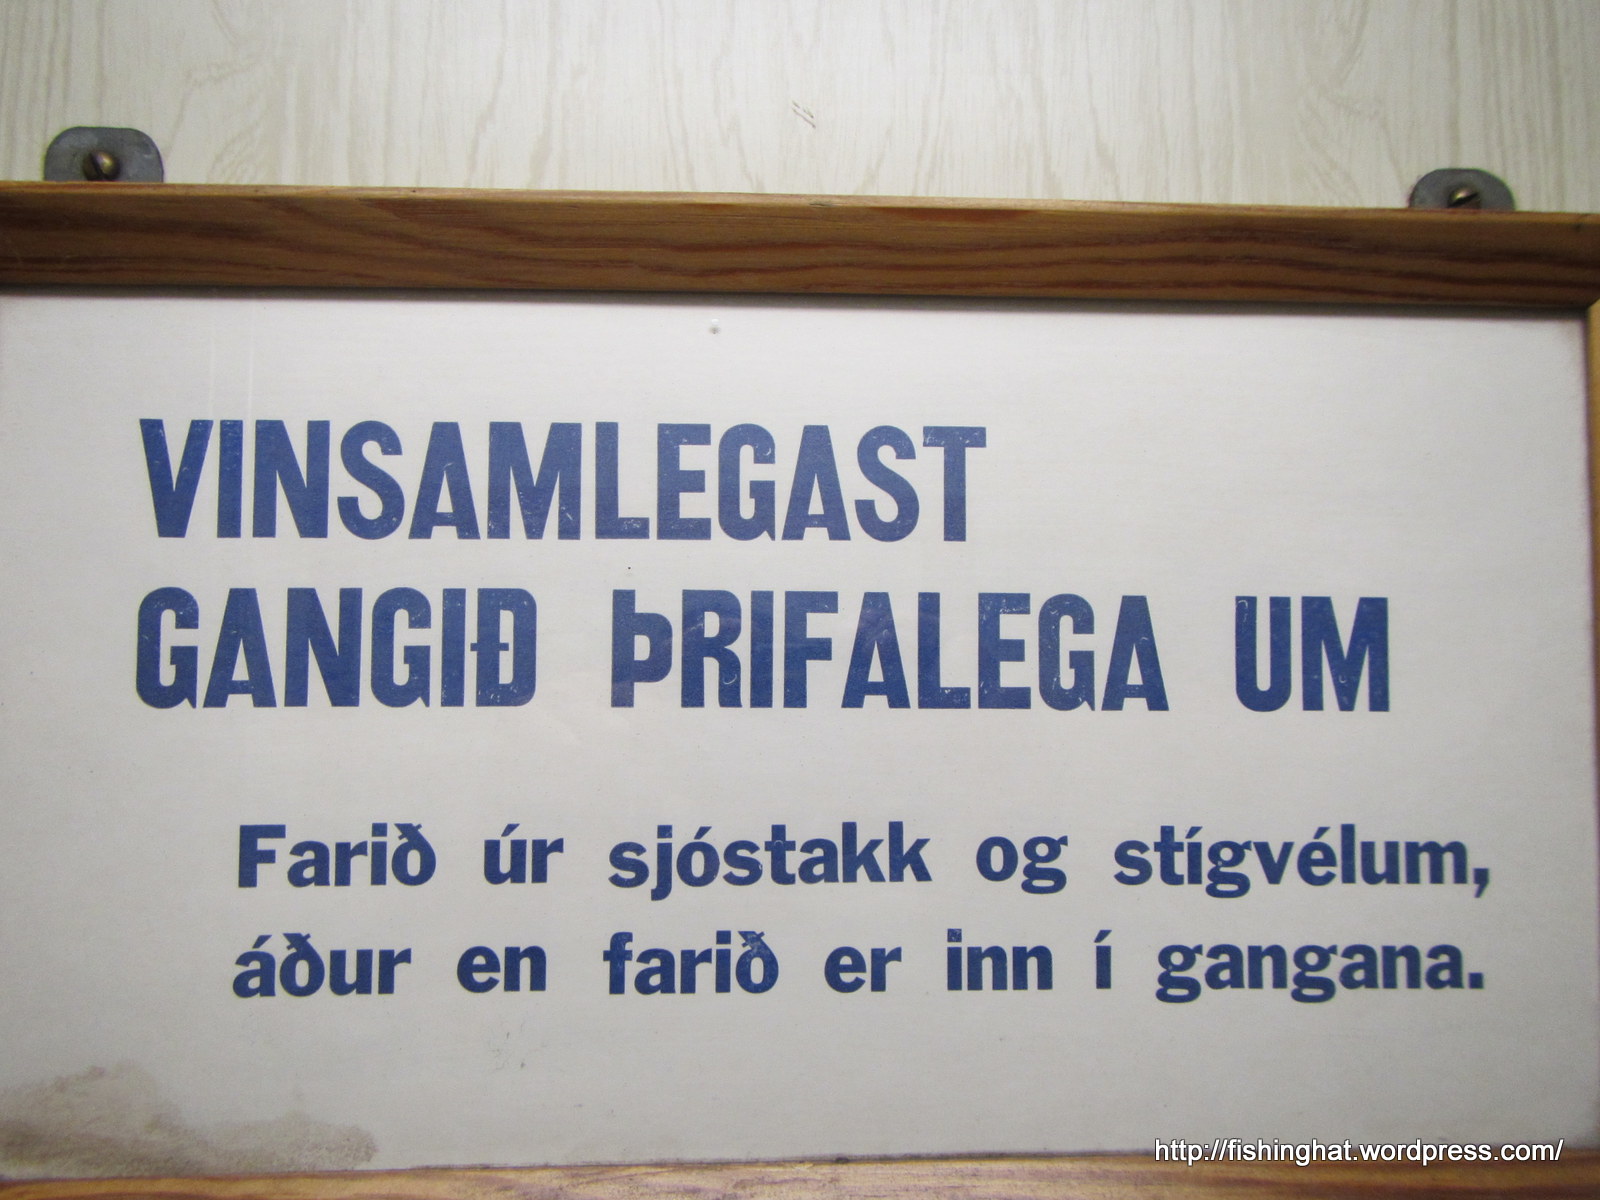 VINSAMLEGAST
GANGIÐ ÞRIFALEGA UM
Farið úr sjóstakk og stígvélum,
áður en farið er inn í gangana.
http://fishinghat.wordpress.com/